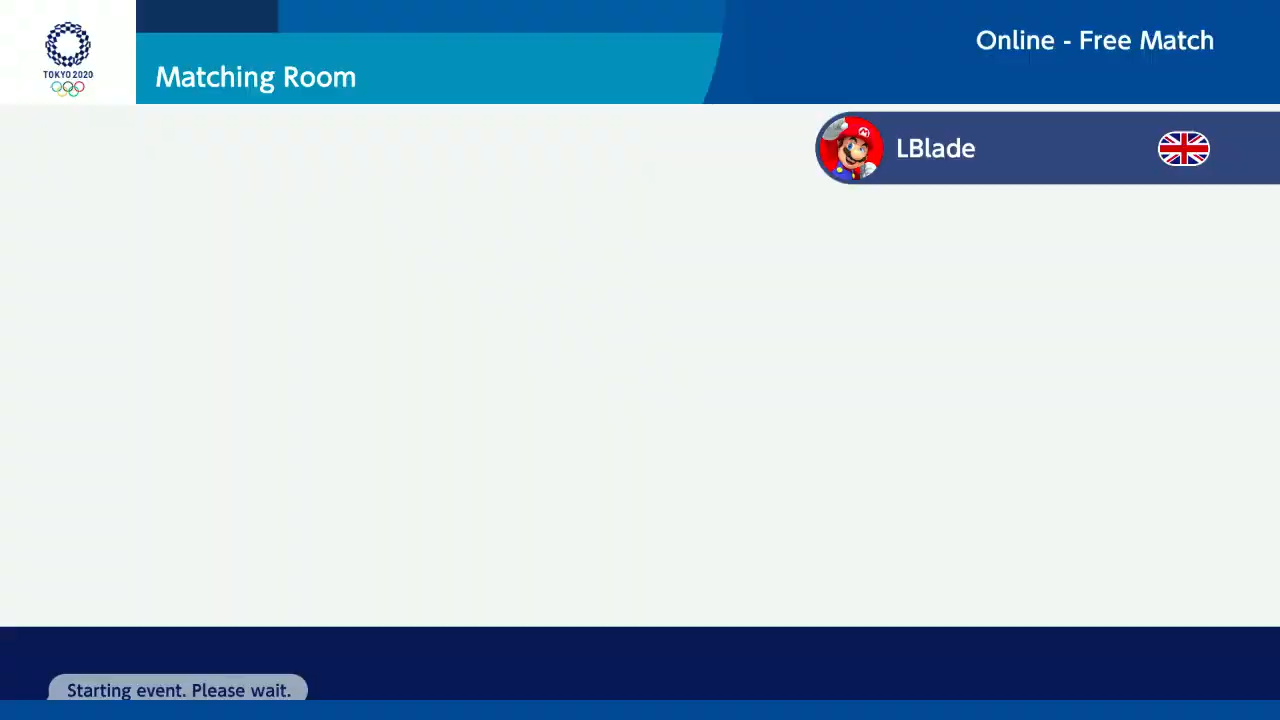 TOKYO 2020
Matching Room
Online - Free Match
LBlade
Starting event. Please wait.